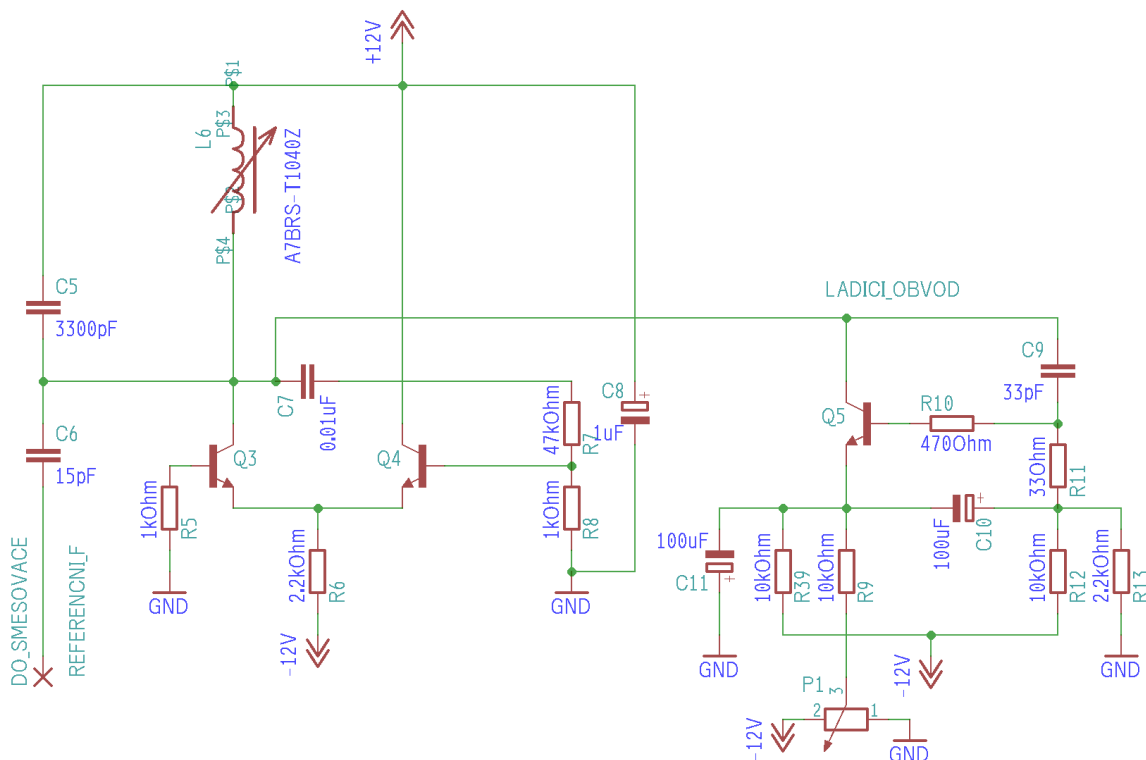 +12V
P$1
P$3
L6
P$2
P$4
A7BRS-T1040Z
C5
3300pF
LADICI_OBVOD
C9
33pF
C7
0.01uF
47kOhm
R7
C8
+
1uF
Q5
R10
470Ohm
C6
15pF
Q3
Q4
33Ohm
R11
1kOhm
R5
1kOhm
R8
2.2kOhm
R6
100uF
C11
+
10kOhm
R39
10kOhm
R9
100uF
C10
+
10kOhm
R12
2.2kOhm
R13
GND
GND
DO_SMESOVACE
REFERENCNI_F
-12V
GND
-12V
GND
P1
3
2
1
-12V
GND